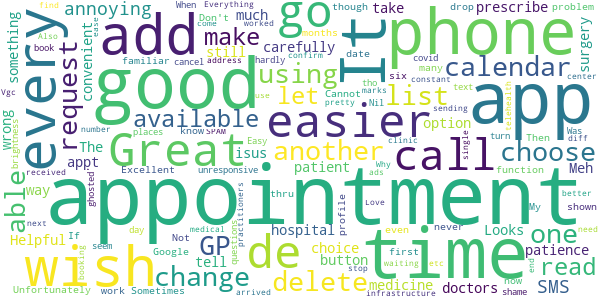 find When Everything annoying much though take drop problem
Also Don't come worked prescribe
book something still carefully months
every add good make go It phone
request convenient familiar cancel address hardly ease confirm date many surgery
using let list calendar center
wrong available easier tho covid six constant text app
Vgc number Great know SPAM use Cannot marks pretty Nil sending
brightness The places another call option turn Was diff telehealth
appt Excellent isus Easy clinic Then choose Meh
able way received ghosted unresponsive thru patient Why ads single function
appointment time
Helpful next day Not Google medical practitioners profile Love better
If tell questions hospital choice even never My shown
wish seem booking de GP button first Looks one need
change delete waiting etc medicine doctors now patience
Unfortunately work Sometimes arrived stop infrastructure end shame SMS read